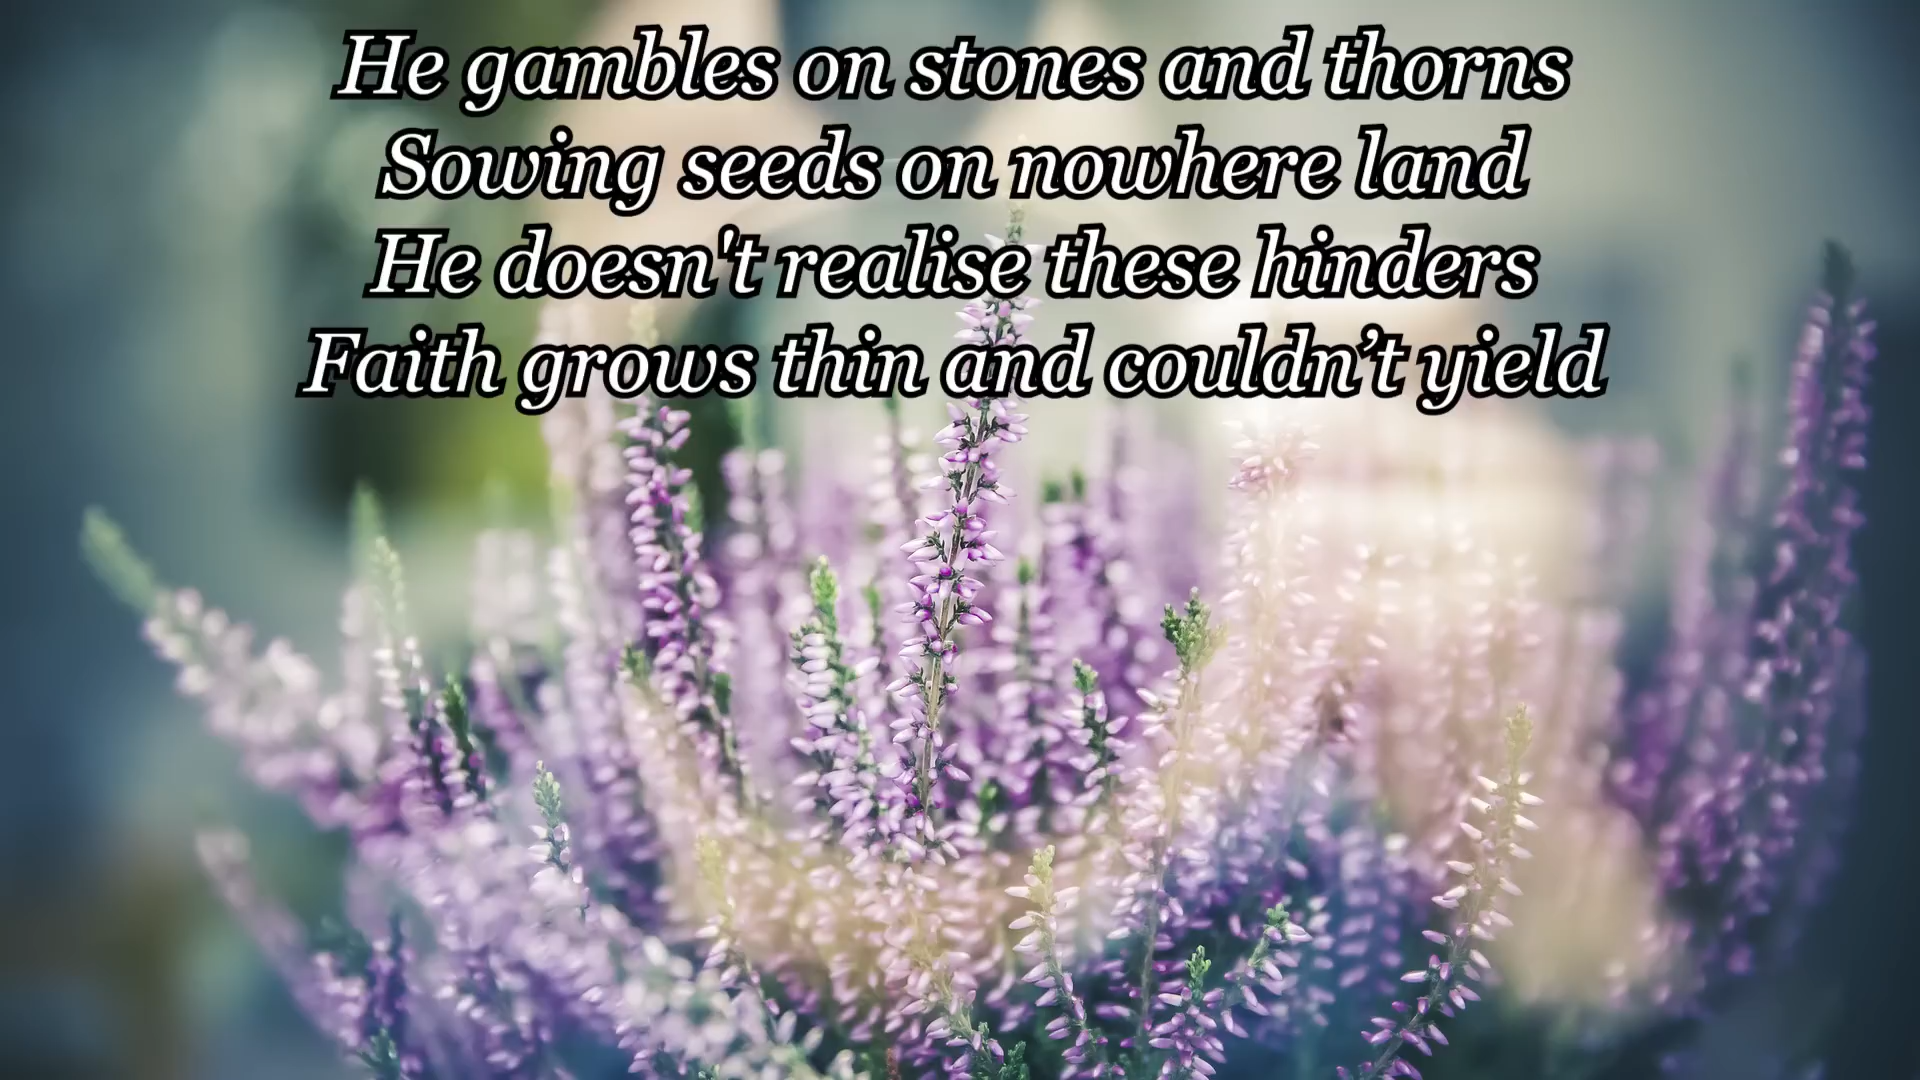 He gambles on stones and thorns
Sowing seeds on nowhere land
He doesn't realise these hinders
Faith grows thin and couldn’t yield